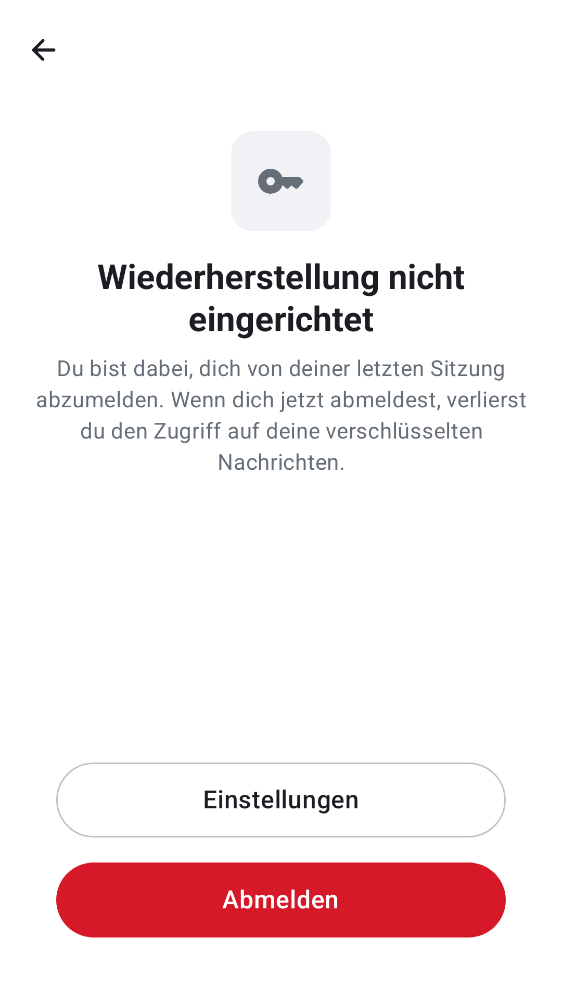 Wiederherstellung nicht
eingerichtet
Du bist dabei, dich von deiner letzten Sitzung
abzumelden. Wenn dich jetzt abmeldest, verlierst
du den Zugriff auf deine verschlüsselten
Nachrichten.
Einstellungen
Abmelden